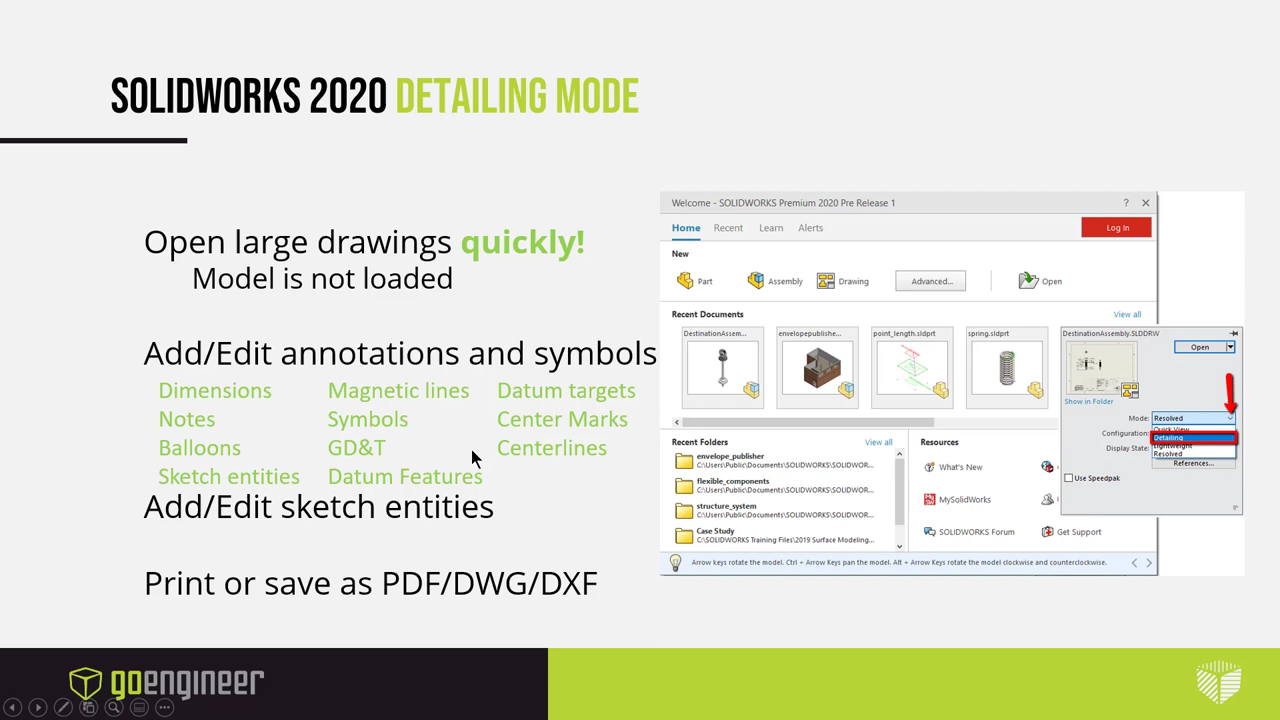 SOLIDWORKS 2020 DETAILING MODE
Open large drawings quickly!
Model is not loaded
Add/Edit annotations and symbols
Dimensions Magnetic lines Datum targets
Notes Symbols Center Marks
Balloons GD&T Centerlines
Sketch entities Datum Features
Add/Edit sketch entities
Print or save as PDF/DWG/DXF
Welcome - SOLIDWORKS Premium 2020 Pre Release 1
Home Recent Learn Alerts
Log In
New
Part Assembly Drawing Advanced... Open
Recent Documents
View all
DestinationAssem... envelopepublishe... point_length.sldprt spring.sldprt
DestinationAssembly.SLDDRW
Open
Show in Folder
Mode: Resolved
Quick View
Detailing
Lightweight
Resolved
Configuration:
Display State:
References...
Use Speedpak
Recent Folders View all
envelope_publisher
C:\Users\Public\Documents\SOLIDWORKS\SOLIDWOR...
flexible_components
C:\Users\Public\Documents\SOLIDWORKS\SOLIDWOR...
structure_system
C:\Users\Public\Documents\SOLIDWORKS\SOLIDWOR...
Case Study
C:\SOLIDWORKS Training Files\2019 Surface Modeling...
Resources
What's New
MySolidWorks
SOLIDWORKS Forum Get Support
Arrow keys rotate the model. Ctrl + Arrow Keys pan the model. Alt + Arrow Keys rotate the model clockwise and counterclockwise.
goengineer